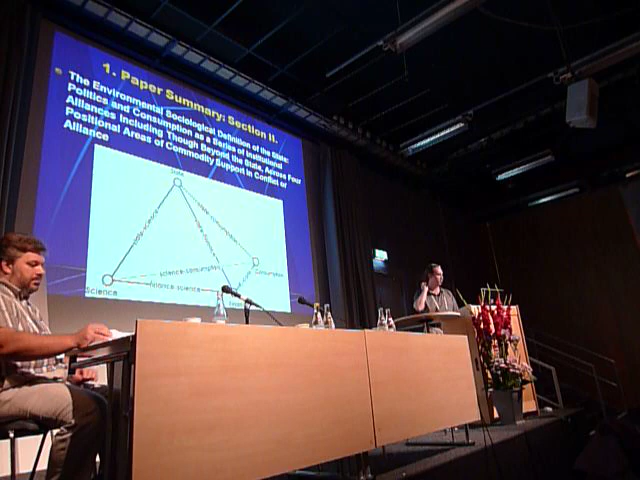 1. Paper Summary: Section II.
The Environmental Sociological Definition of the State:
Politics and Consumption as a Series of Institutional
Alliances Including Though Beyond the State, Across Four
Positional Areas of Commodity Support in Conflict or
Alliance
State
science-consumption
Consumption
Science
finance-science